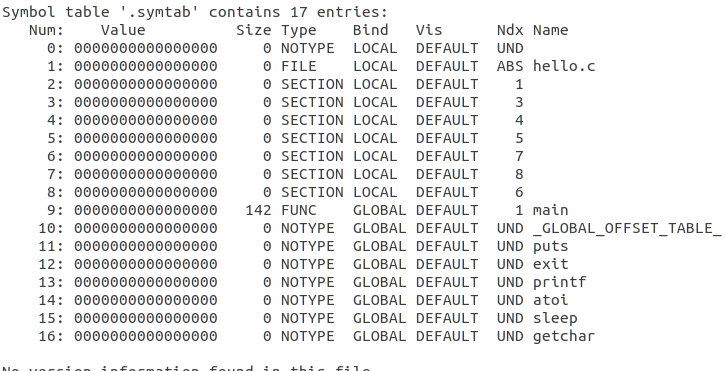 Symbol table '.symtab' contains 17 entries:
Num: Value Size Type Bind Vis Ndx Name
0: 0000000000000000 0 NOTYPE LOCAL DEFAULT UND
1: 0000000000000000 0 FILE LOCAL DEFAULT ABS hello.c
2: 0000000000000000 0 SECTION LOCAL DEFAULT 1
3: 0000000000000000 0 SECTION LOCAL DEFAULT 3
4: 0000000000000000 0 SECTION LOCAL DEFAULT 4
5: 0000000000000000 0 SECTION LOCAL DEFAULT 5
6: 0000000000000000 0 SECTION LOCAL DEFAULT 7
7: 0000000000000000 0 SECTION LOCAL DEFAULT 8
8: 0000000000000000 0 SECTION LOCAL DEFAULT 6
9: 0000000000000000 142 FUNC GLOBAL DEFAULT 1 main
10: 0000000000000000 0 NOTYPE GLOBAL DEFAULT UND _GLOBAL_OFFSET_TABLE_
11: 0000000000000000 0 NOTYPE GLOBAL DEFAULT UND puts
12: 0000000000000000 0 NOTYPE GLOBAL DEFAULT UND exit
13: 0000000000000000 0 NOTYPE GLOBAL DEFAULT UND printf
14: 0000000000000000 0 NOTYPE GLOBAL DEFAULT UND atoi
15: 0000000000000000 0 NOTYPE GLOBAL DEFAULT UND sleep
16: 0000000000000000 0 NOTYPE GLOBAL DEFAULT UND getchar
No version information found in this file